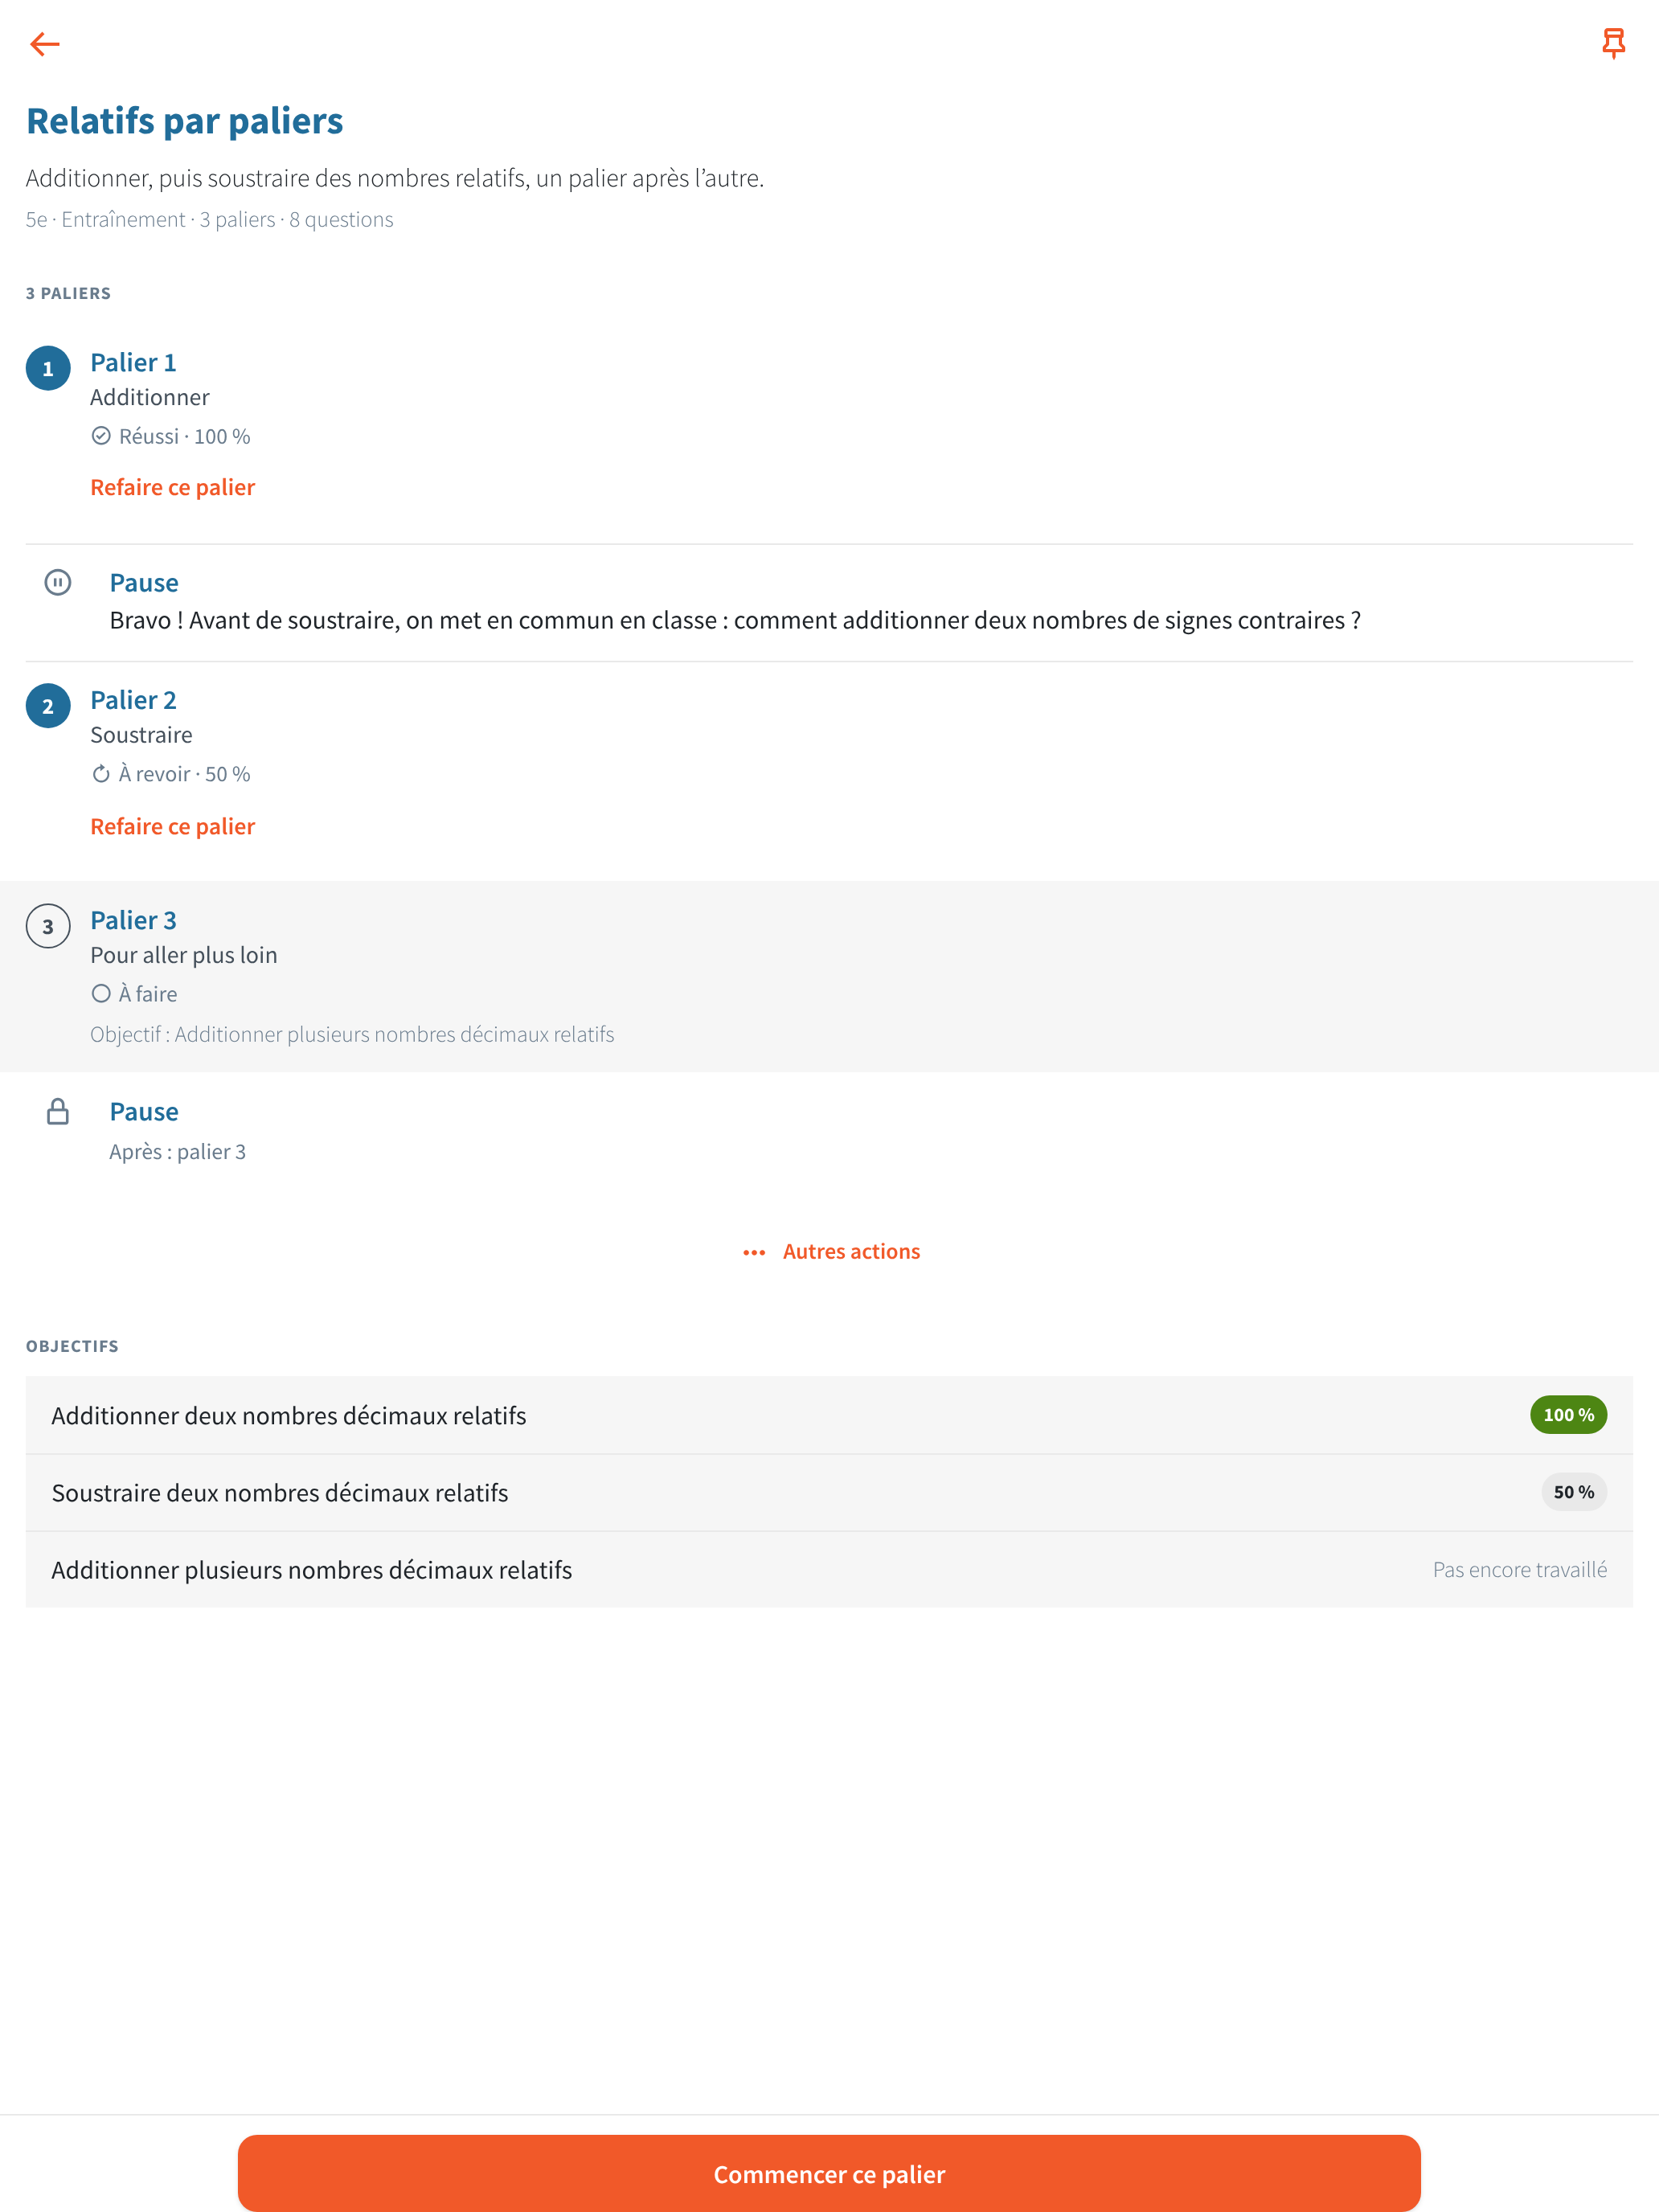 Relatifs par paliers
Additionner, puis soustraire des nombres relatifs, un palier après l’autre.
5e · Entraînement · 3 paliers · 8 questions
3 PALIERS
1
Palier 1
Additionner
Réussi · 100 %
Refaire ce palier
Pause
Bravo ! Avant de soustraire, on met en commun en classe : comment additionner deux nombres de signes contraires ?
2
Palier 2
Soustraire
À revoir · 50 %
Refaire ce palier
3
Palier 3
Pour aller plus loin
À faire
Objectif : Additionner plusieurs nombres décimaux relatifs
Pause
Après : palier 3
Autres actions
OBJECTIFS
Additionner deux nombres décimaux relatifs 100 %
Soustraire deux nombres décimaux relatifs 50 %
Additionner plusieurs nombres décimaux relatifs Pas encore travaillé
Commencer ce palier